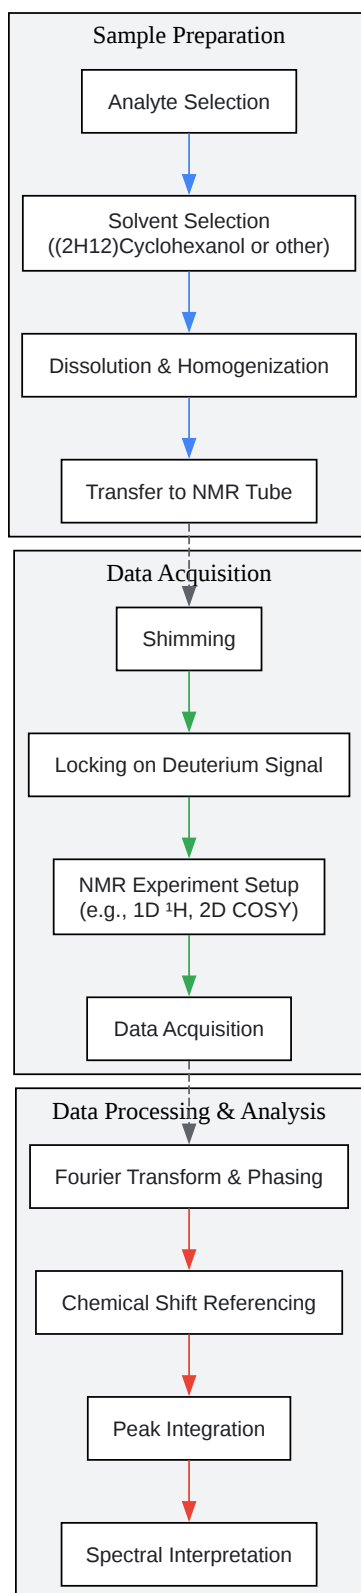 Sample Preparation
Analyte Selection
Solvent Selection
((2H12)Cyclohexanol or other)
Dissolution & Homogenization
Transfer to NMR Tube
Data Acquisition
Shimming
Locking on Deuterium Signal
NMR Experiment Setup
(e.g., 1D ¹H, 2D COSY)
Data Acquisition
Data Processing & Analysis
Fourier Transform & Phasing
Chemical Shift Referencing
Peak Integration
Spectral Interpretation